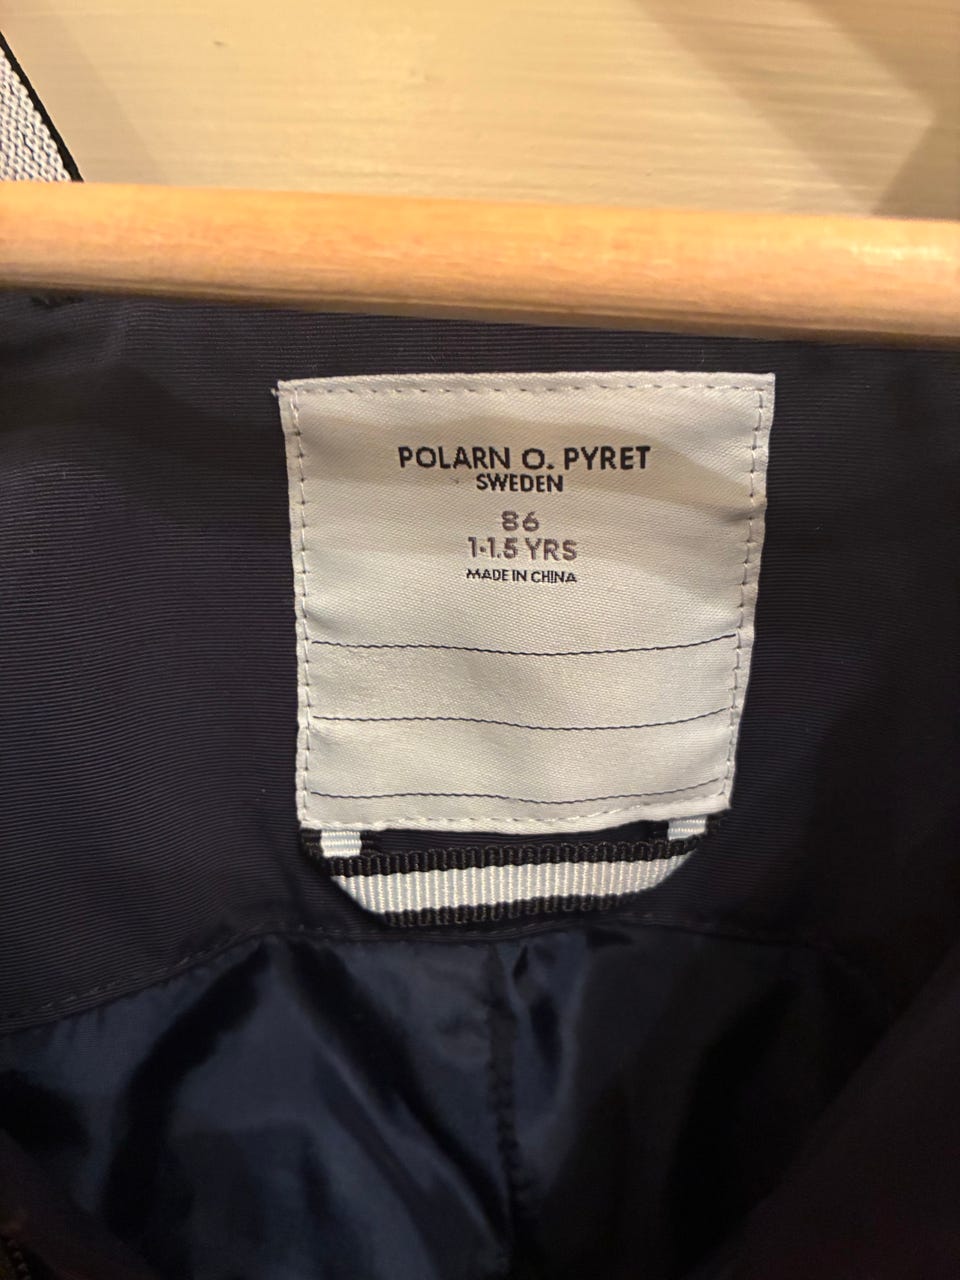 POLARN O. PYRET
SWEDEN
86
1-1.5 YRS
MADE IN CHINA